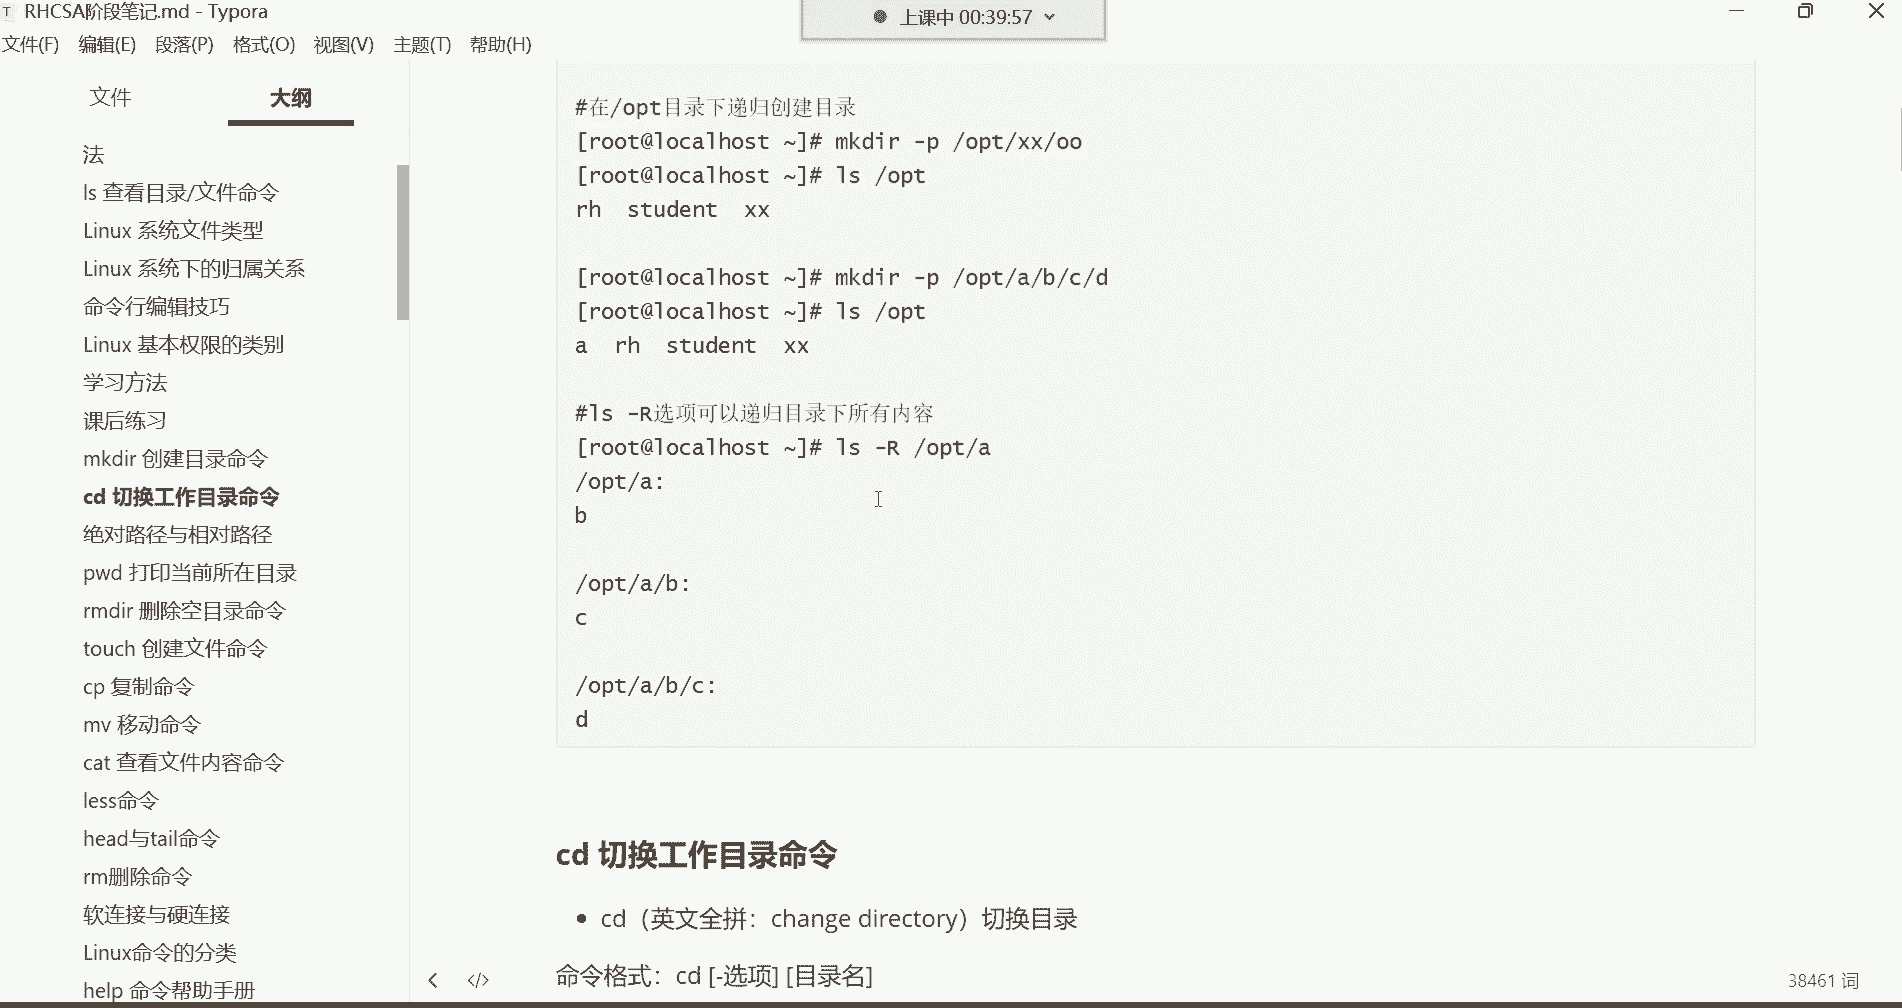 RHCSA阶段笔记.md - Typora
上课中 00:39:57
文件(F) 编辑(E) 段落(P) 格式(O) 视图(V) 主题(T) 帮助(H)
文件 大纲
法
ls 查看目录/文件命令
Linux 系统文件类型
Linux 系统下的归属关系
命令行编辑技巧
Linux 基本权限的类别
学习方法
课后练习
mkdir 创建目录命令
cd 切换工作目录命令
绝对路径与相对路径
pwd 打印当前所在目录
rmdir 删除空目录命令
touch 创建文件命令
cp 复制命令
mv 移动命令
cat 查看文件内容命令
less命令
head与tail命令
rm删除命令
软连接与硬连接
Linux命令的分类
help 命令帮助手册
#在/opt目录下递归创建目录
[root@localhost ~]# mkdir -p /opt/xx/oo
[root@localhost ~]# ls /opt
rh  student  xx
[root@localhost ~]# mkdir -p /opt/a/b/c/d
[root@localhost ~]# ls /opt
a  rh  student  xx
#ls -R选项可以递归目录下所有内容
[root@localhost ~]# ls -R /opt/a
/opt/a:
b
/opt/a/b:
c
/opt/a/b/c:
d
cd 切换工作目录命令
• cd（英文全拼：change directory）切换目录
命令格式：cd [-选项] [目录名]
38461 词